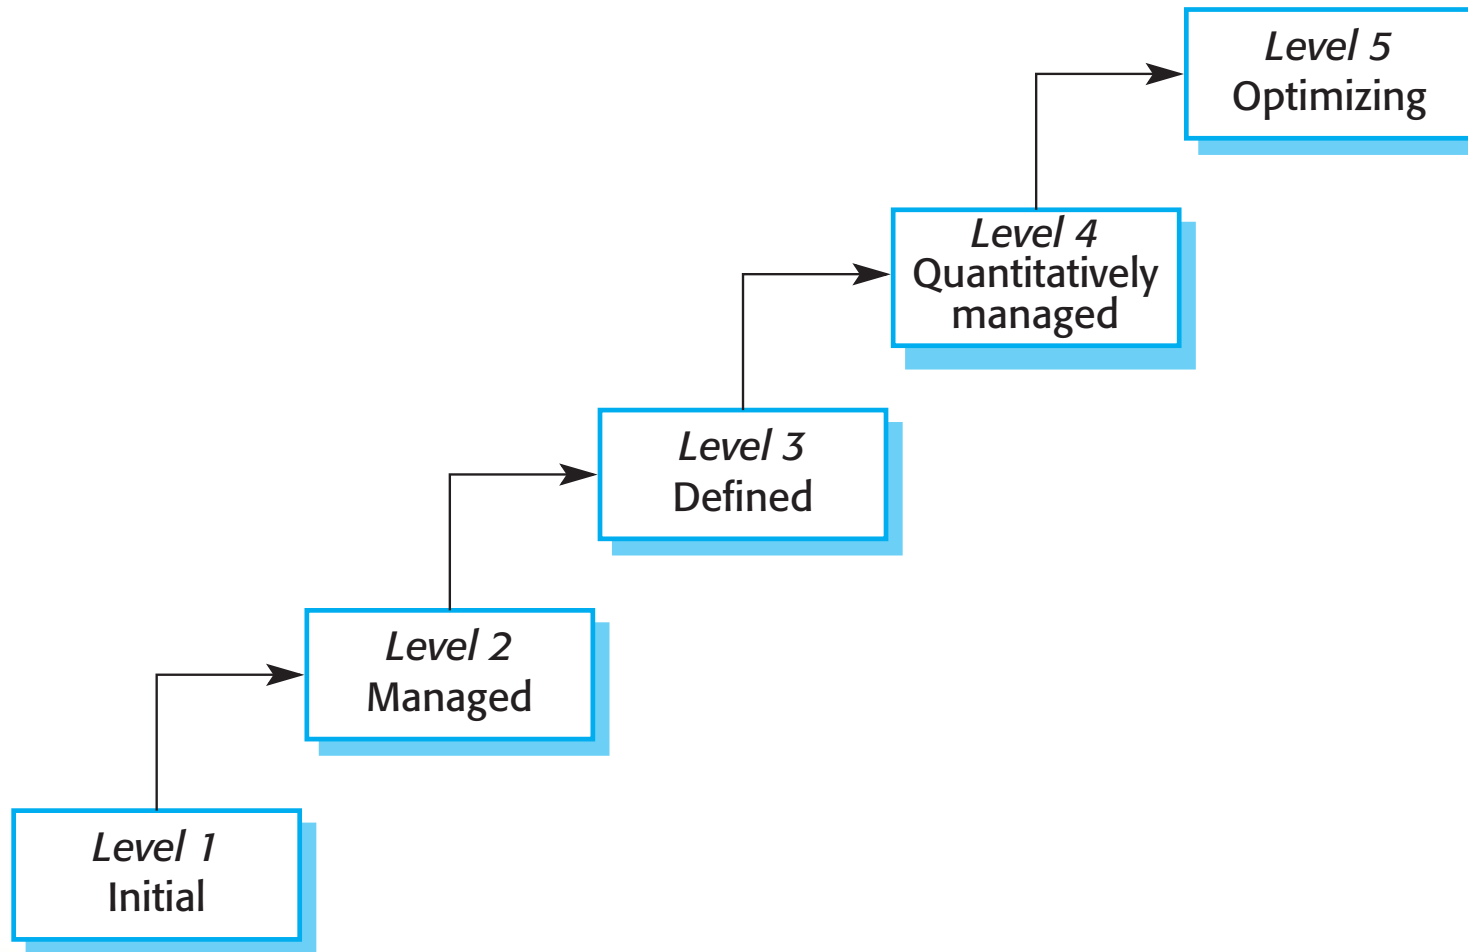 Level 5
Optimizing
Level 4
Quantitatively
managed
Level 3
Defined
Level 2
Managed
Level 1
Initial